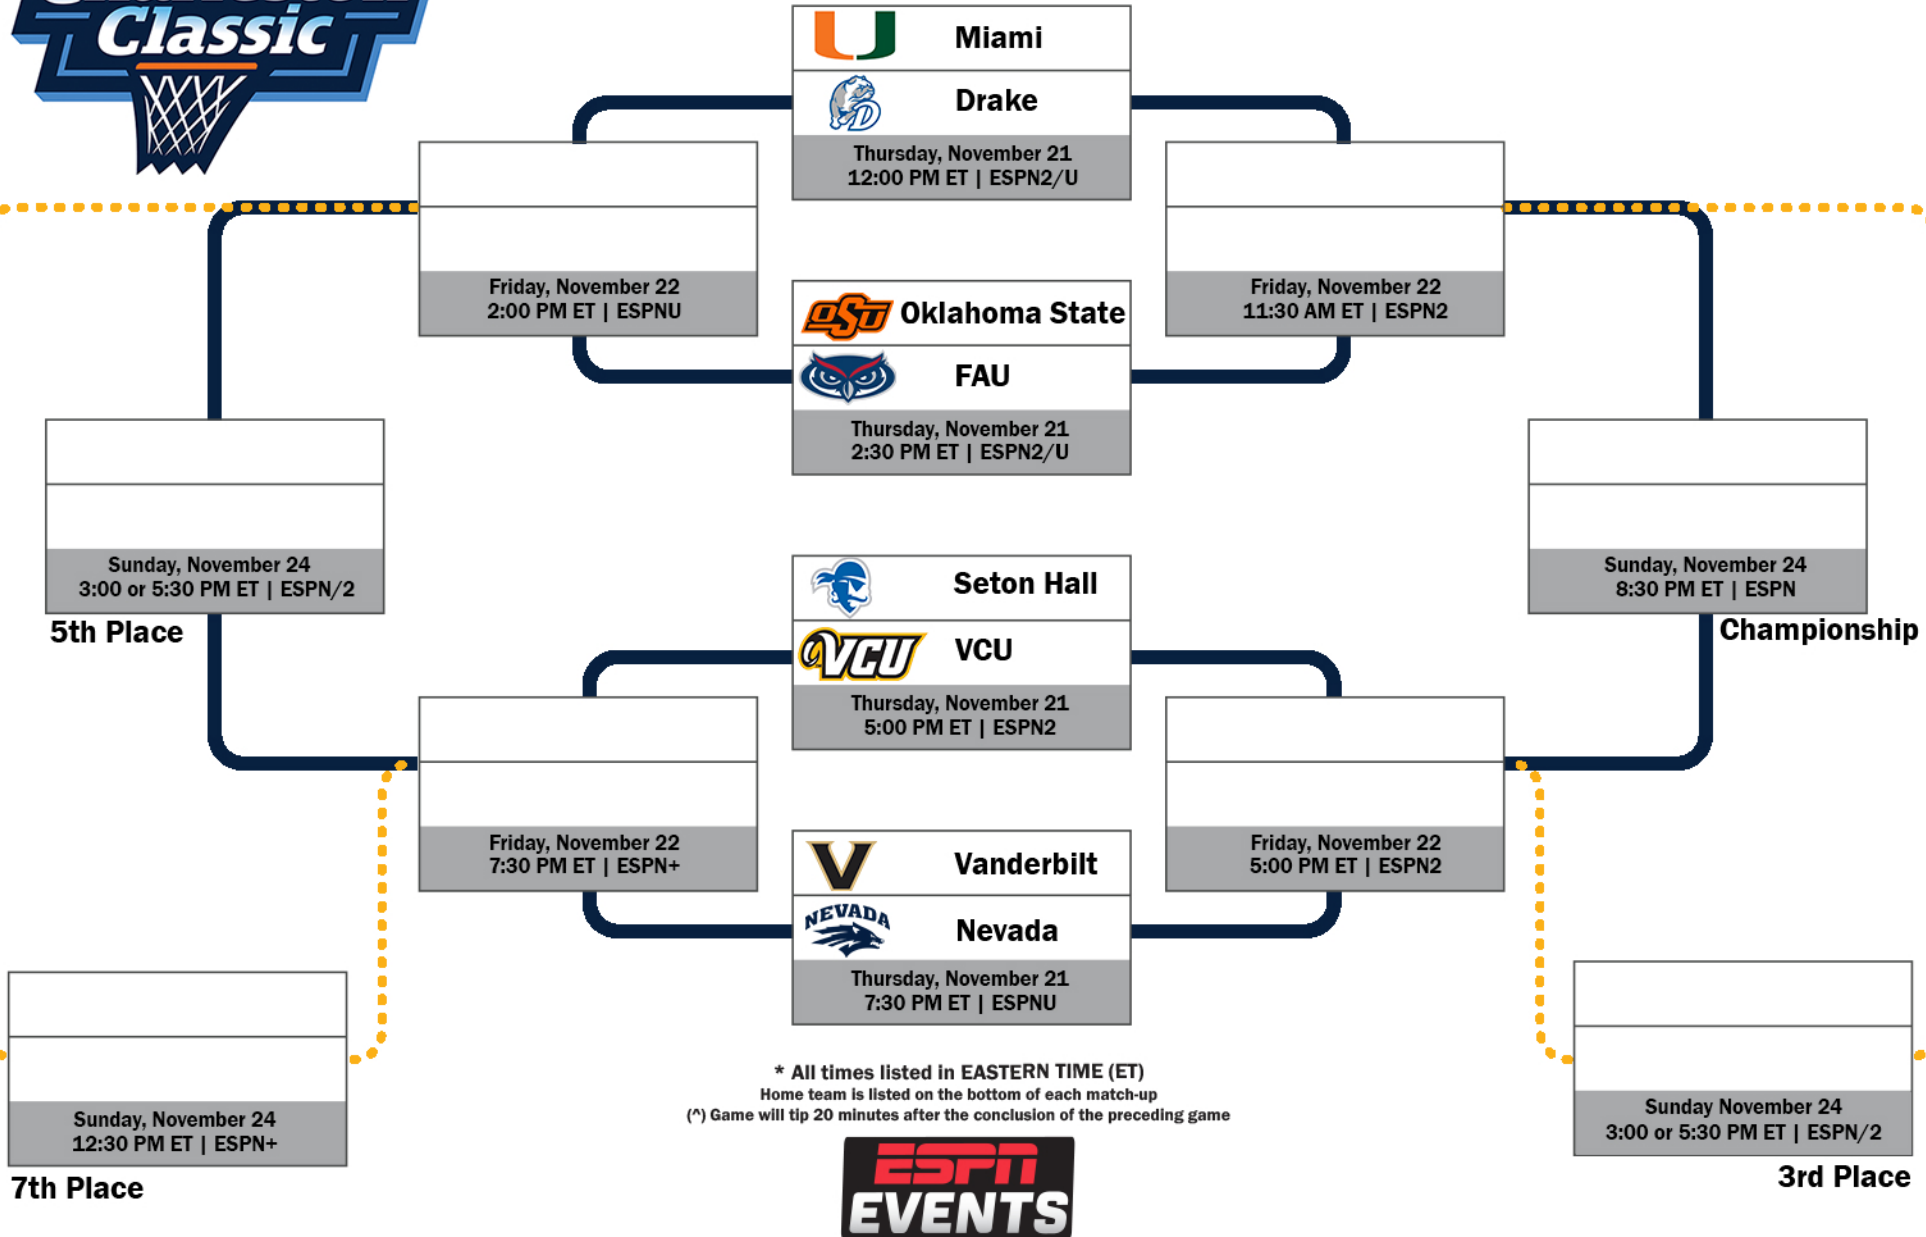 Classic
Miami
Drake
Thursday, November 21
12:00 PM ET | ESPN2/U
Friday, November 22
2:00 PM ET | ESPNU
Friday, November 22
11:30 AM ET | ESPN2
OSU Oklahoma State
FAU
Thursday, November 21
2:30 PM ET | ESPN2/U
Sunday, November 24
3:00 or 5:30 PM ET | ESPN/2
5th Place
Seton Hall
VCU VCU
Thursday, November 21
5:00 PM ET | ESPN2
Sunday, November 24
8:30 PM ET | ESPN
Championship
Friday, November 22
7:30 PM ET | ESPN+
Friday, November 22
5:00 PM ET | ESPN2
V Vanderbilt
NEVADA Nevada
Thursday, November 21
7:30 PM ET | ESPNU
Sunday, November 24
12:30 PM ET | ESPN+
7th Place
* All times listed in EASTERN TIME (ET)
Home team is listed on the bottom of each match-up
(^) Game will tip 20 minutes after the conclusion of the preceding game
Sunday November 24
3:00 or 5:30 PM ET | ESPN/2
3rd Place
ESPN
EVENTS